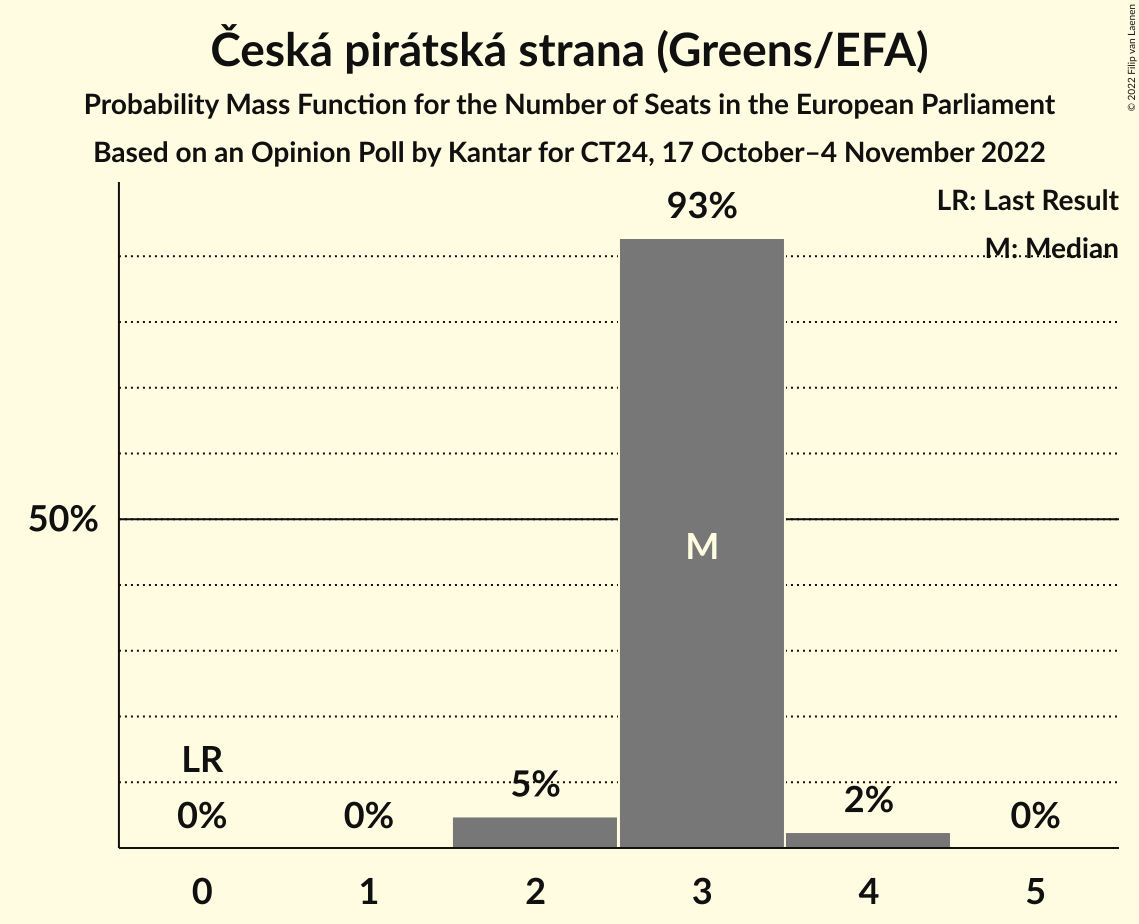 Česká pirátská strana (Greens/EFA)
Probability Mass Function for the Number of Seats in the European Parliament
Based on an Opinion Poll by Kantar for CT24, 17 October–4 November 2022
© 2022 Filip van Laenen
LR: Last Result
M: Median
93%
50%
M
LR
0%
0%
5%
2%
0%
0
1
2
3
4
5